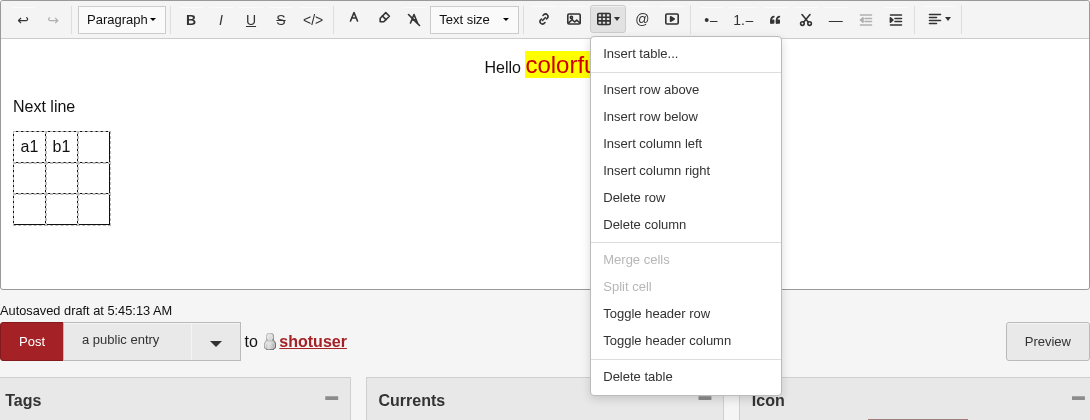 Paragraph B I U S </> A A Text size @ 1.
Hello colorfu
Next line
a1 b1
Insert table...
Insert row above
Insert row below
Insert column left
Insert column right
Delete row
Delete column
Merge cells
Split cell
Toggle header row
Toggle header column
Delete table
Autosaved draft at 5:45:13 AM
Post a public entry to shotuser Preview
Tags Currents Icon